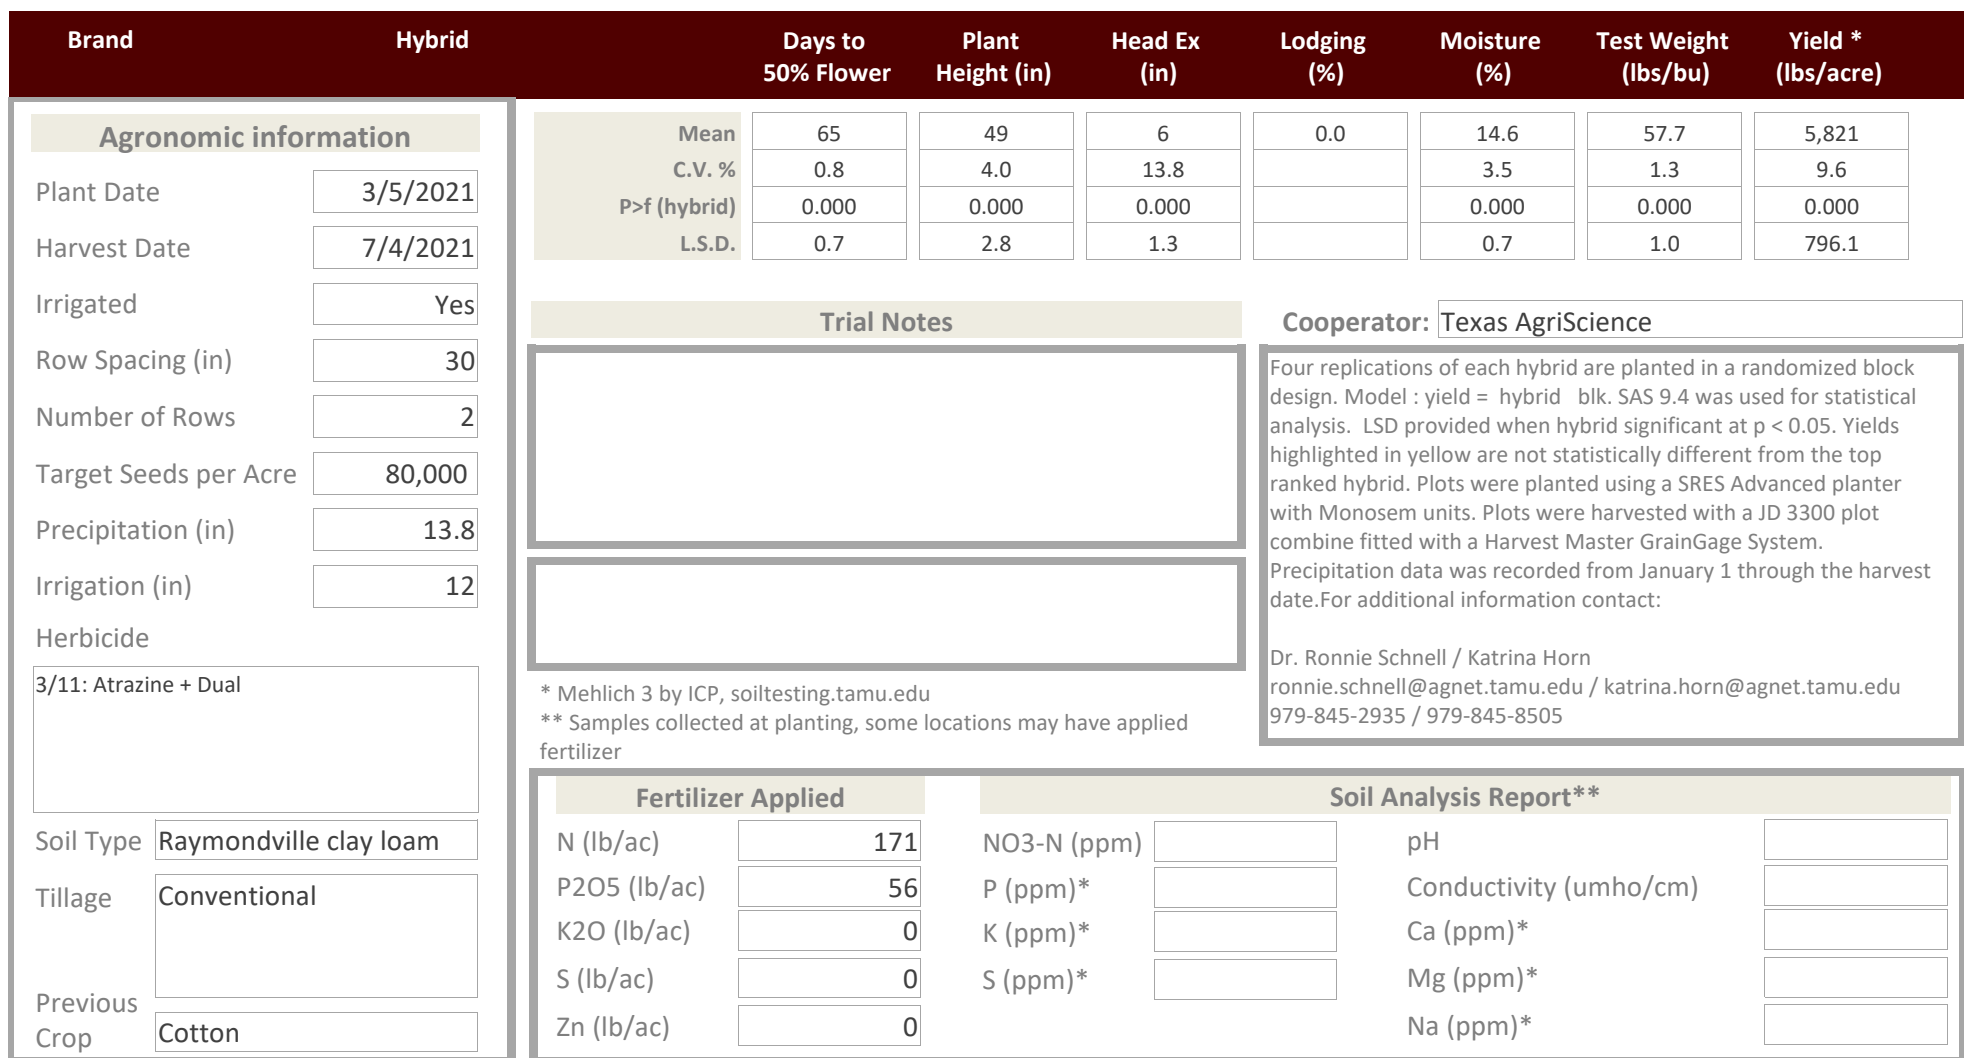 Brand Hybrid Days to 50% Flower Plant Height (in) Head Ex (in) Lodging (%) Moisture (%) Test Weight (lbs/bu) Yield * (lbs/acre)
Mean 65 49 6 0.0 14.6 57.7 5,821
C.V. % 0.8 4.0 13.8 3.5 1.3 9.6
P>f (hybrid) 0.000 0.000 0.000 0.000 0.000 0.000
L.S.D. 0.7 2.8 1.3 0.7 1.0 796.1
Agronomic information
Plant Date 3/5/2021
Harvest Date 7/4/2021
Irrigated Yes
Row Spacing (in) 30
Number of Rows 2
Target Seeds per Acre 80,000
Precipitation (in) 13.8
Irrigation (in) 12
Herbicide
3/11: Atrazine + Dual
Soil Type Raymondville clay loam
Tillage Conventional
Previous
Crop Cotton
Trial Notes
* Mehlich 3 by ICP, soiltesting.tamu.edu
** Samples collected at planting, some locations may have applied
fertilizer
Cooperator: Texas AgriScience
Four replications of each hybrid are planted in a randomized block
design. Model : yield = hybrid blk. SAS 9.4 was used for statistical
analysis. LSD provided when hybrid significant at p < 0.05. Yields
highlighted in yellow are not statistically different from the top
ranked hybrid. Plots were planted using a SRES Advanced planter
with Monosem units. Plots were harvested with a JD 3300 plot
combine fitted with a Harvest Master GrainGage System.
Precipitation data was recorded from January 1 through the harvest
date.For additional information contact:
Dr. Ronnie Schnell / Katrina Horn
ronnie.schnell@agnet.tamu.edu / katrina.horn@agnet.tamu.edu
979-845-2935 / 979-845-8505
Fertilizer Applied
N (lb/ac) 171
P2O5 (lb/ac) 56
K2O (lb/ac) 0
S (lb/ac) 0
Zn (lb/ac) 0
Soil Analysis Report**
NO3-N (ppm) pH
P (ppm)* Conductivity (umho/cm)
K (ppm)* Ca (ppm)*
S (ppm)* Mg (ppm)*
Na (ppm)*